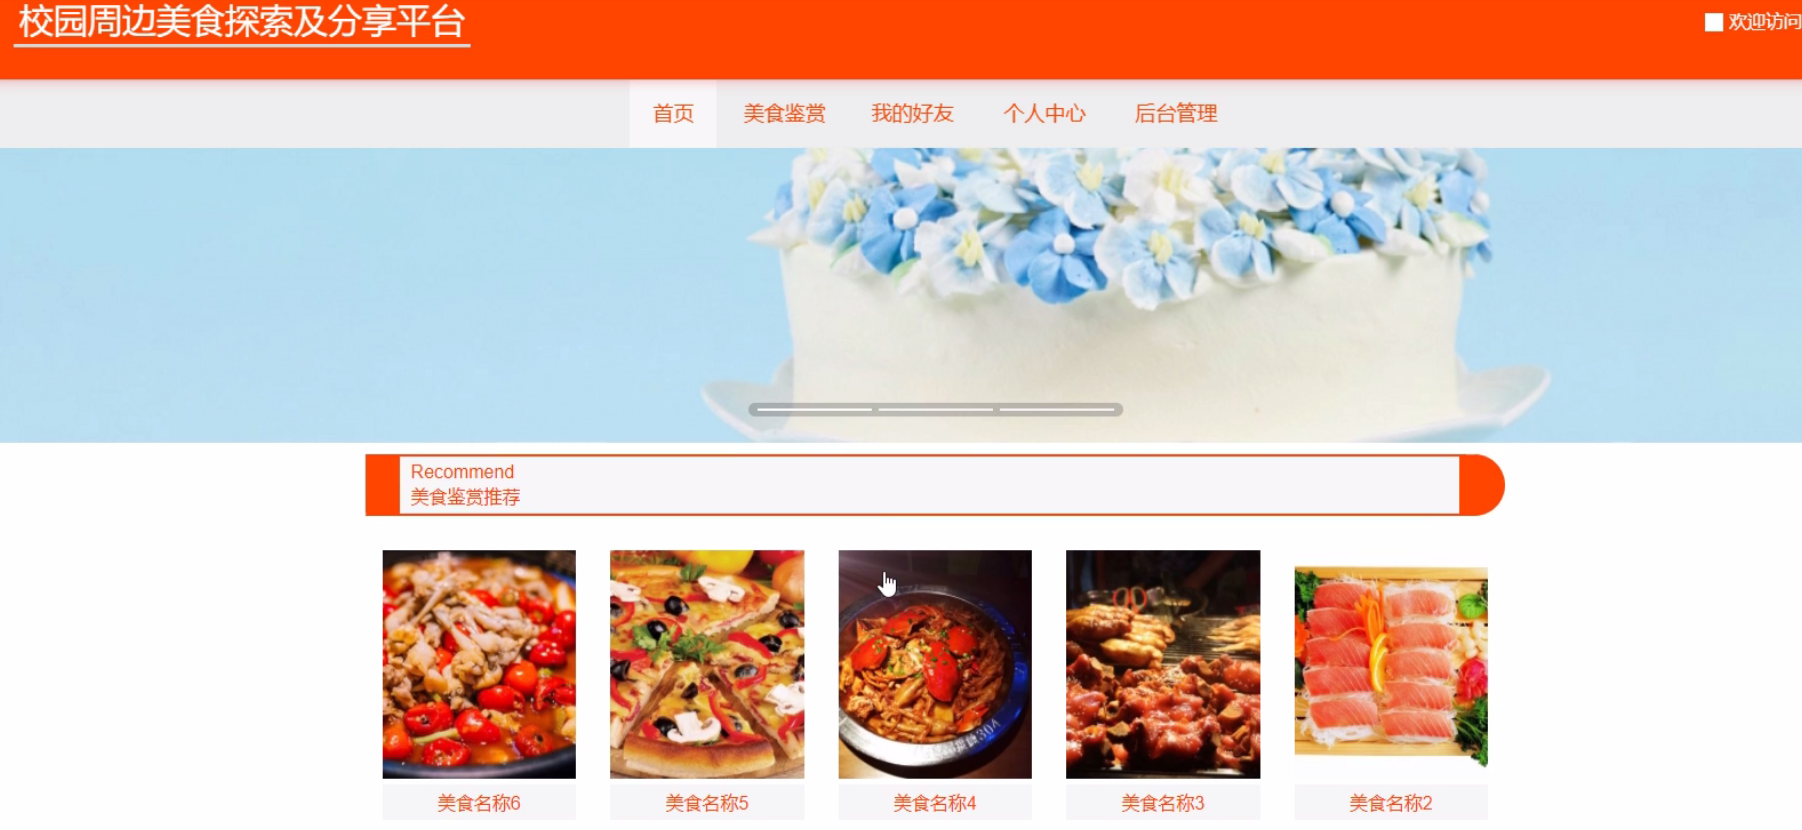 校园周边美食探索及分享平台
欢迎访问
首页 美食鉴赏 我的好友 个人中心 后台管理
Recommend
美食鉴赏推荐
美食名称6 美食名称5 美食名称4 美食名称3 美食名称2